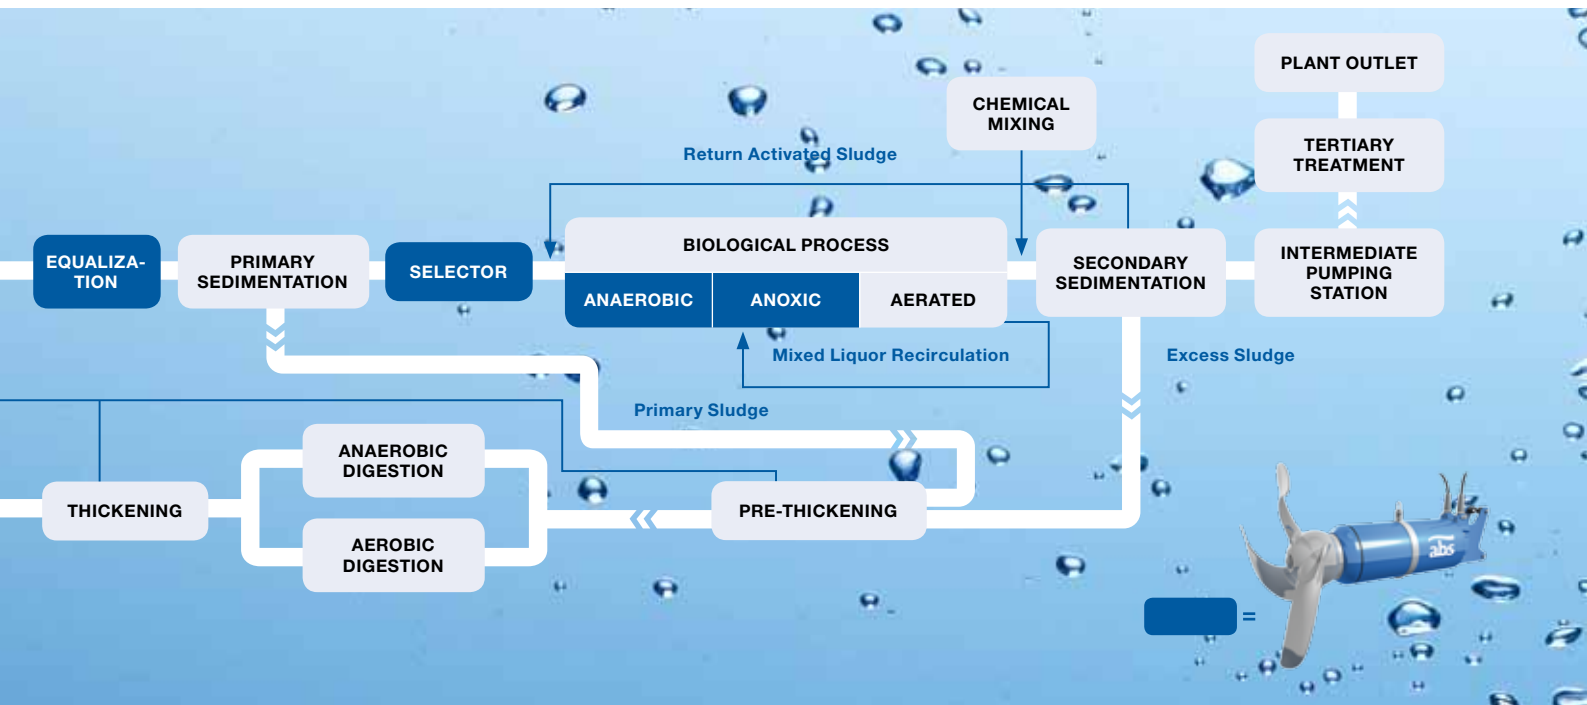 PLANT OUTLET
CHEMICAL
MIXING
TERTIARY
TREATMENT
Return Activated Sludge
EQUALIZA-
TION
PRIMARY
SEDIMENTATION
SELECTOR
BIOLOGICAL PROCESS
ANAEROBIC
ANOXIC
AERATED
SECONDARY
SEDIMENTATION
INTERMEDIATE
PUMPING
STATION
Mixed Liquor Recirculation
Excess Sludge
Primary Sludge
ANAEROBIC
DIGESTION
THICKENING
PRE-THICKENING
AEROBIC
DIGESTION
abs
=